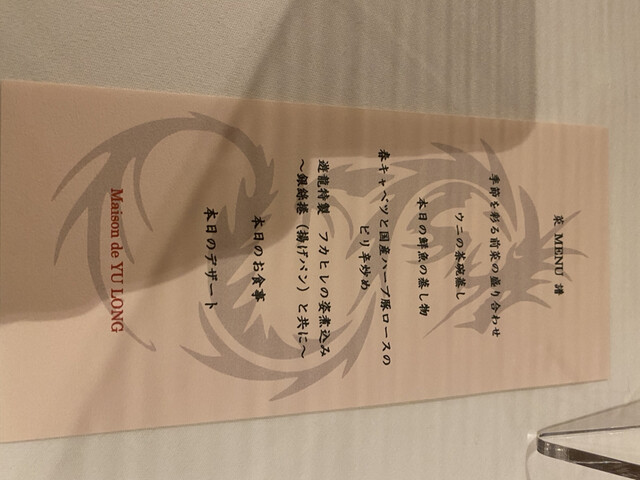 菜 MENU 譜
季節を彩る前菜の盛り合わせ
ウニの茶碗蒸し
本日の鮮魚の蒸し物
春キャベツと国産ハーブ豚ロースの
ピリ辛炒め
遊龍特製　フカヒレの姿煮込み
～銀絲捲（揚げパン）と共に～
本日のお食事
本日のデザート
Maison de YU LONG